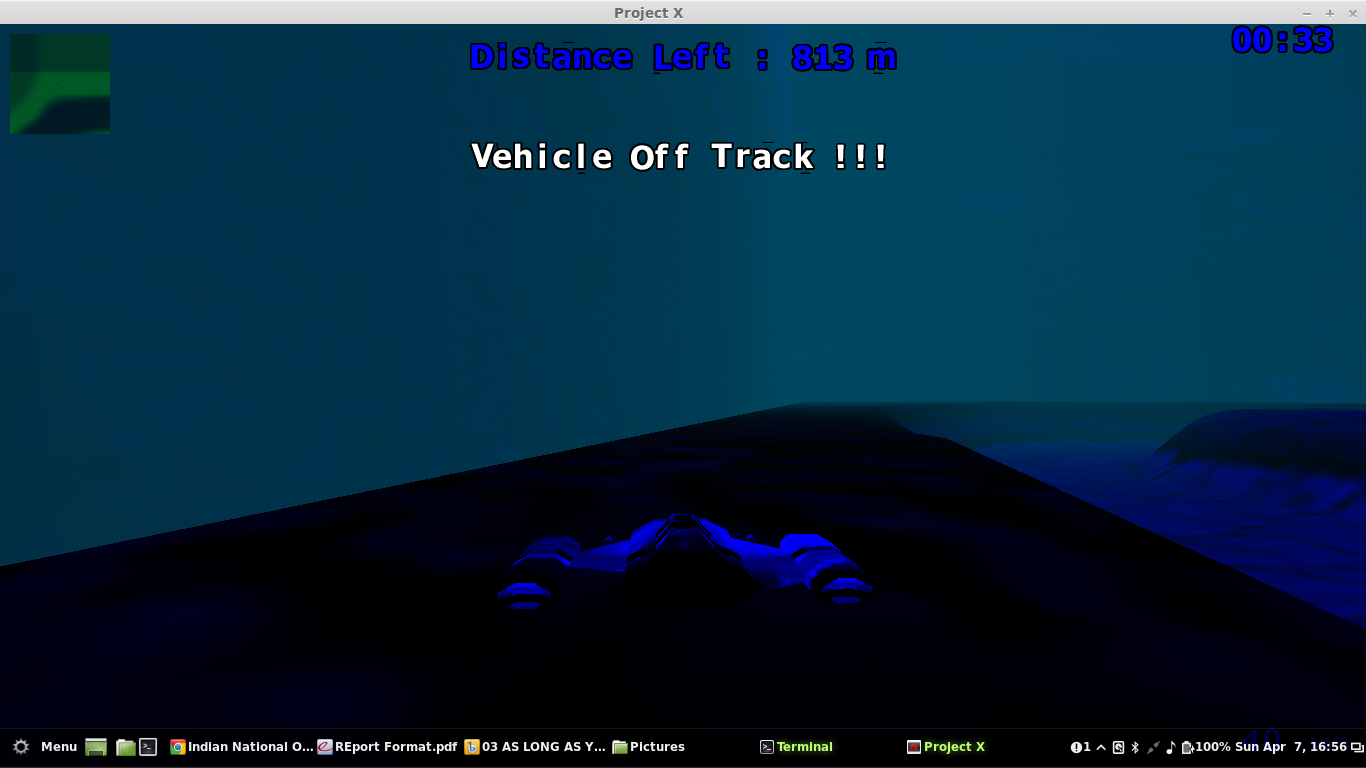 Project X
Distance Left : 813 m
00:33
Vehicle Off Track !!!
Menu
Indian National O...
REport Format.pdf
03 AS LONG AS Y...
Pictures
Terminal
Project X
1
100% Sun Apr 7, 16:56